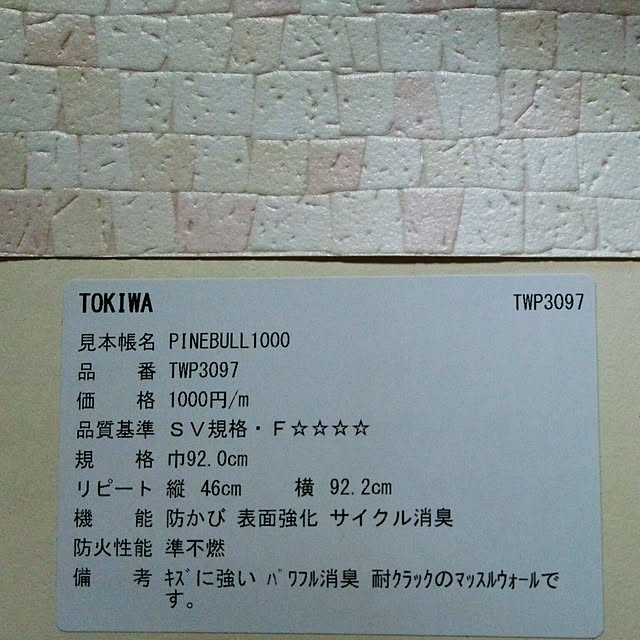 TOKIWA TWP3097
見本帳名 PINEBULL1000
品　　番 TWP3097
価　　格 1000円/m
品質基準 ＳＶ規格・Ｆ☆☆☆☆
規　　格 巾92.0cm
リピート 縦 46cm 横 92.2cm
機　　能 防かび 表面強化 サイクル消臭
防火性能 準不燃
備　　考 ｷｽﾞに強い ﾊﾟﾜﾌﾙ消臭 耐ｸﾗｯｸのﾏｯｽﾙｳｫｰﾙで
す。